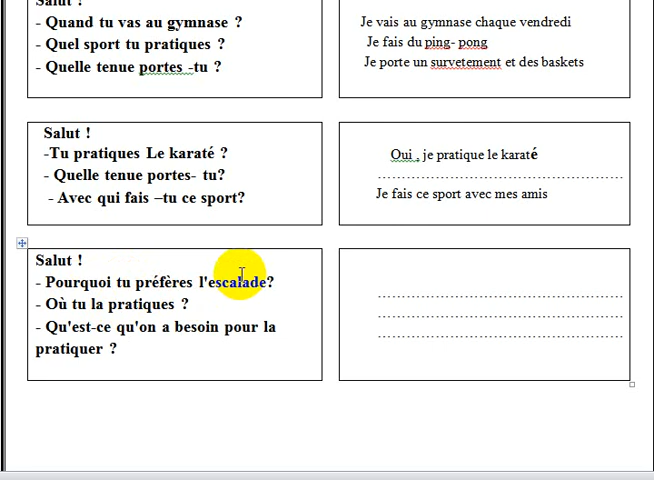 Salut !
- Quand tu vas au gymnase ?
- Quel sport tu pratiques ?
- Quelle tenue portes -tu ?
Je vais au gymnase chaque vendredi
Je fais du ping- pong
Je porte un survetement et des baskets
Salut !
-Tu pratiques Le karaté ?
- Quelle tenue portes- tu?
- Avec qui fais –tu ce sport?
Oui , je pratique le karaté
Je fais ce sport avec mes amis
Salut !
- Pourquoi tu préfères l'escalade?
- Où tu la pratiques ?
- Qu'est-ce qu'on a besoin pour la
pratiquer ?